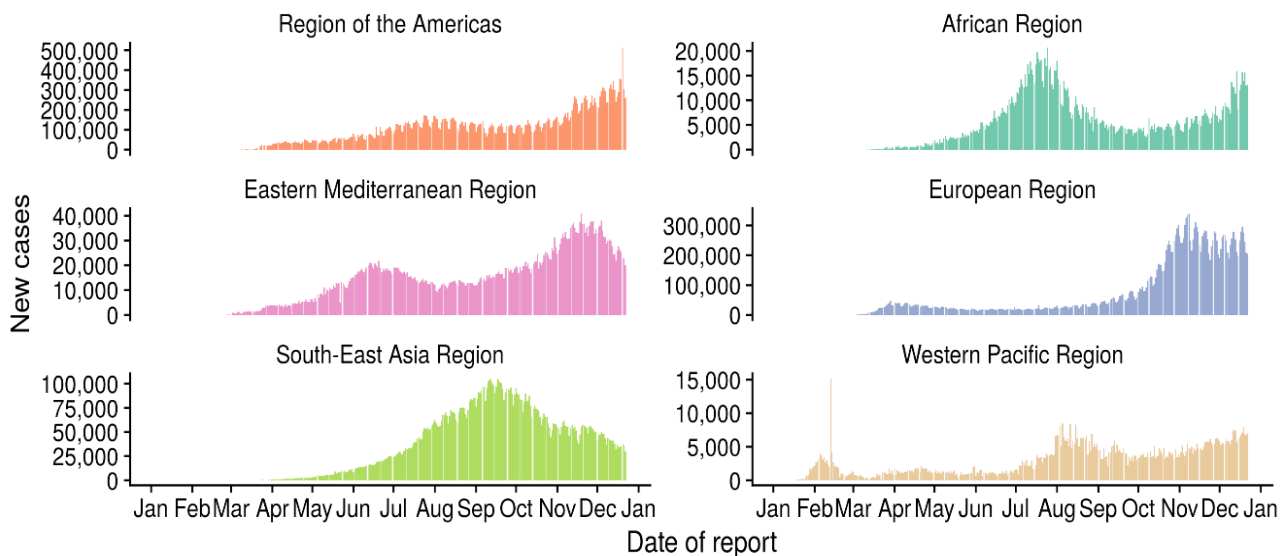 Region of the Americas
500,000
400,000
300,000
200,000
100,000
0
African Region
20,000
15,000
10,000
5,000
0
New cases
Eastern Mediterranean Region
40,000
30,000
20,000
10,000
0
European Region
300,000
200,000
100,000
0
South-East Asia Region
100,000
75,000
50,000
25,000
0
Jan Feb Mar Apr May Jun Jul Aug Sep Oct Nov Dec Jan
Western Pacific Region
15,000
10,000
5,000
0
Jan Feb Mar Apr May Jun Jul Aug Sep Oct Nov Dec Jan
Date of report